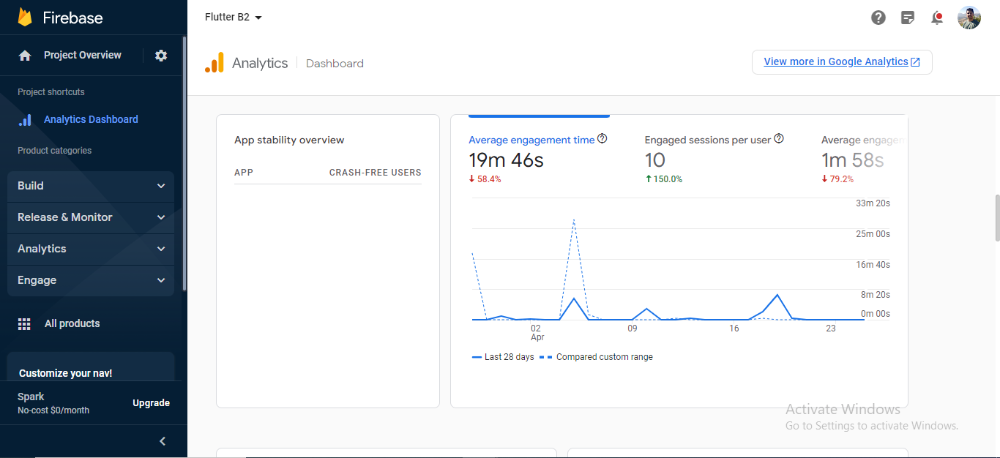 Firebase
Flutter B2
Project Overview
Analytics
Dashboard
View more in Google Analytics
Project shortcuts
Analytics Dashboard
Product categories
Build
Release & Monitor
Analytics
Engage
All products
Customize your nav!
Spark
No-cost $0/month
Upgrade
App stability overview
APP
CRASH-FREE USERS
Average engagement time
19m 46s
58.4%
Engaged sessions per user
10
150.0%
Average engagen
1m 58s
79.2%
33m 20s
25m 00s
16m 40s
8m 20s
0m 00s
02
Apr
09
16
23
Last 28 days
Compared custom range
Activate Windows
Go to Settings to activate Windows.